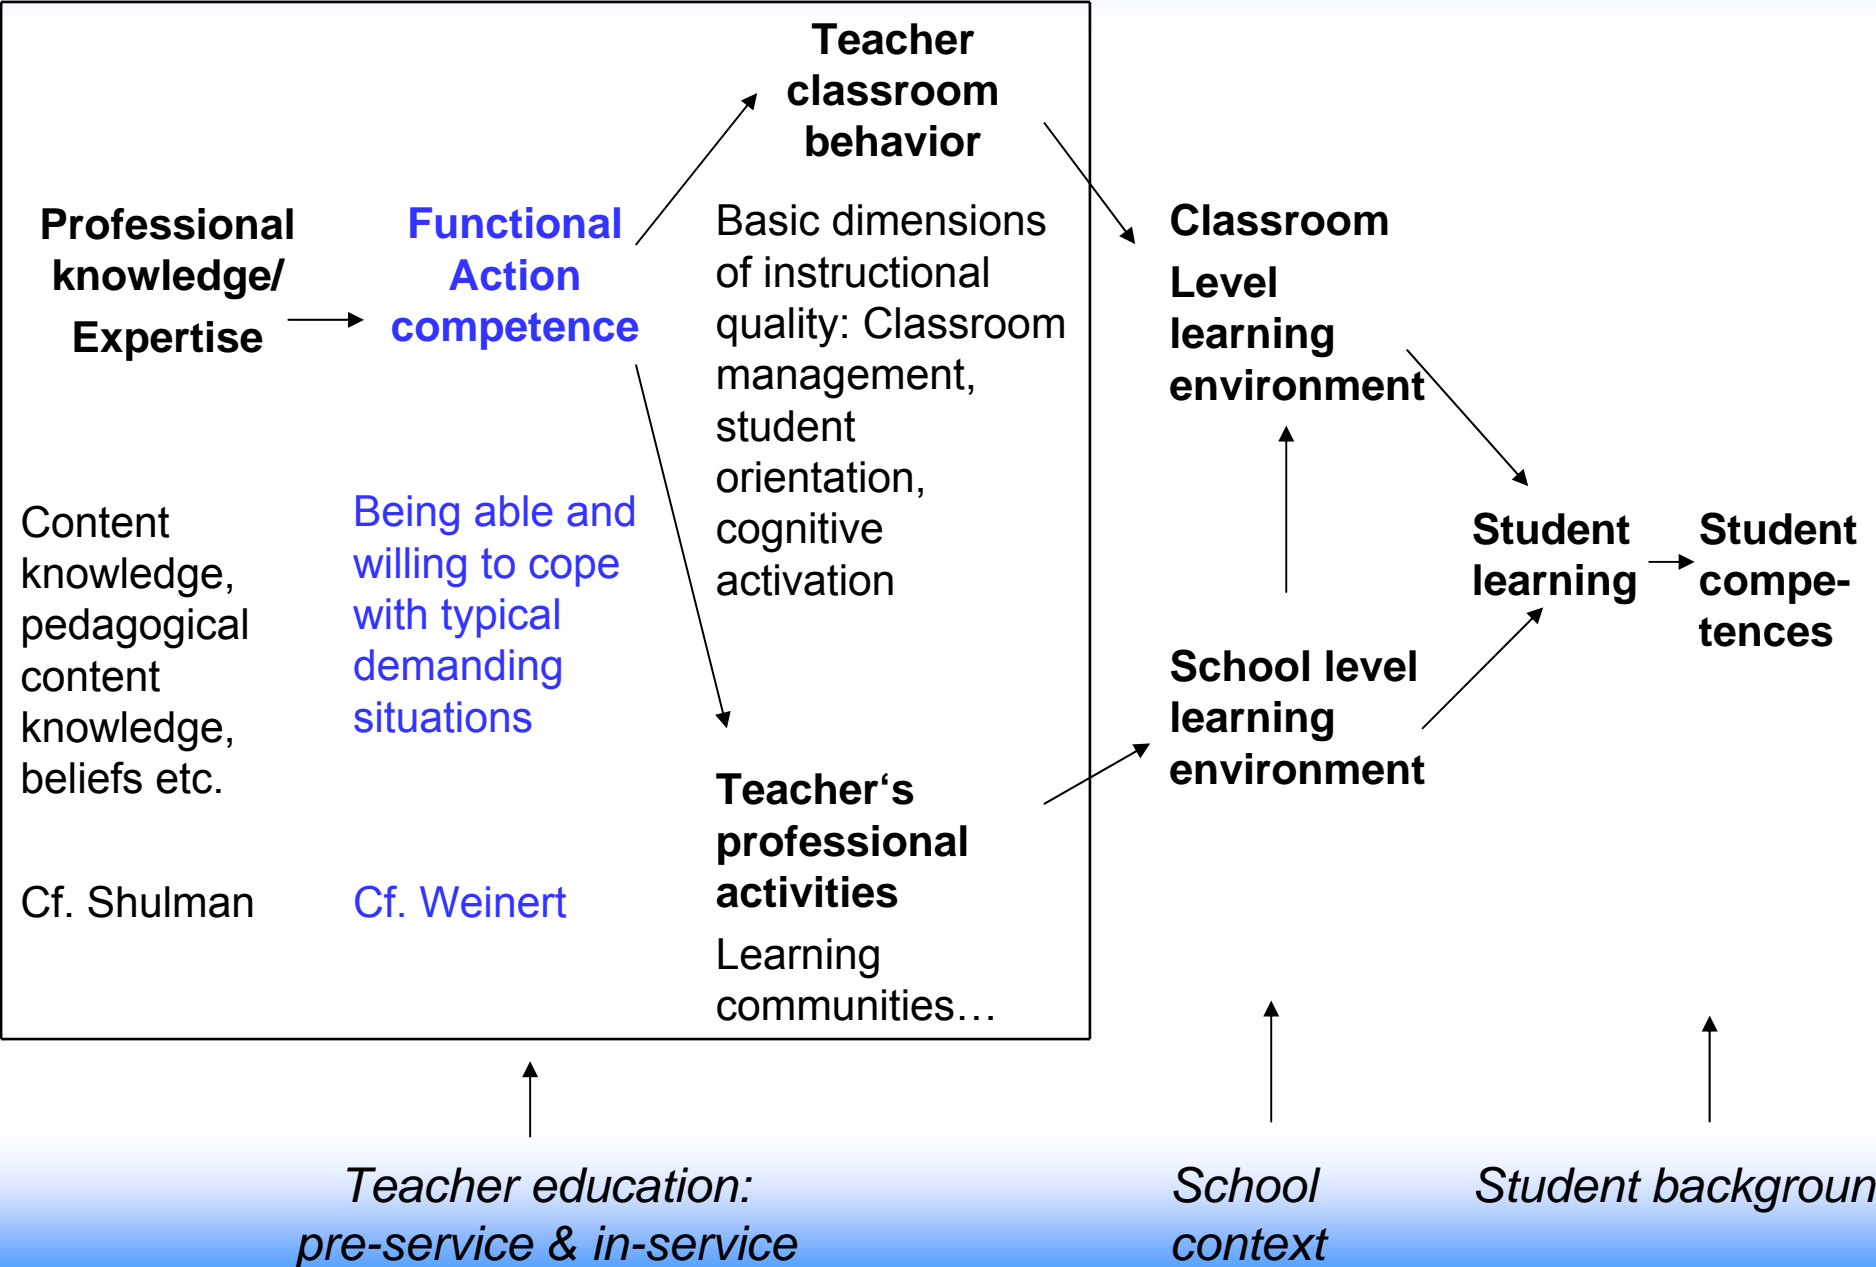 Teacher
classroom
behavior
Professional
knowledge/
Expertise
Functional
Action
competence
Basic dimensions
of instructional
quality: Classroom
management,
student
orientation,
cognitive
activation
Classroom
Level
learning
environment
Content
knowledge,
pedagogical
content
knowledge,
beliefs etc.
Being able and
willing to cope
with typical
demanding
situations
Student
learning
Student
compe-
tences
School level
learning
environment
Teacher‘s
professional
activities
Learning
communities…
Cf. Shulman
Cf. Weinert
Teacher education:
pre-service & in-service
School
context
Student backgroun